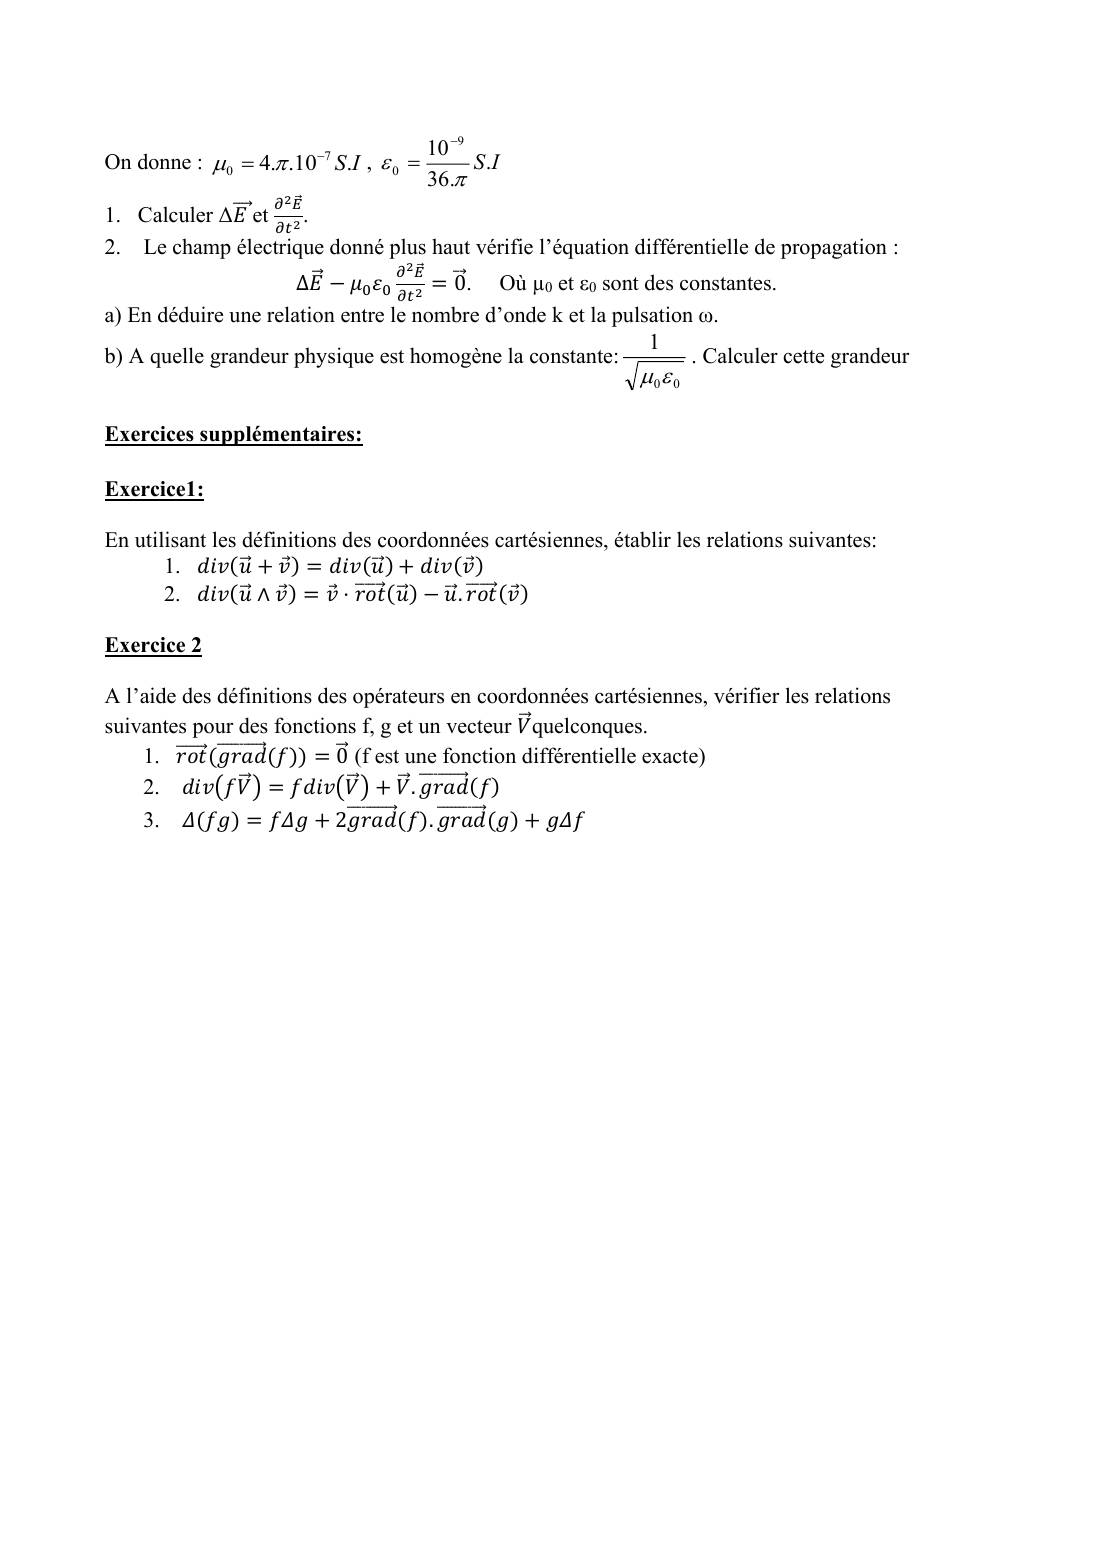 On donne : μ₀ = 4.π.10⁻⁷ S.I , ε₀ = 10⁻⁹/36.π S.I
1. Calculer ΔE⃗ et ∂²E⃗/∂t².
2. Le champ électrique donné plus haut vérifie l’équation différentielle de propagation :
ΔE⃗ − μ₀ε₀ ∂²E⃗/∂t² = 0⃗. Où μ₀ et ε₀ sont des constantes.
a) En déduire une relation entre le nombre d’onde k et la pulsation ω.
b) A quelle grandeur physique est homogène la constante: 1/√(μ₀ε₀) . Calculer cette grandeur
Exercices supplémentaires:
Exercice1:
En utilisant les définitions des coordonnées cartésiennes, établir les relations suivantes:
1. div(u⃗ + v⃗) = div(u⃗) + div(v⃗)
2. div(u⃗ ∧ v⃗) = v⃗ · rot⃗(u⃗) − u⃗.rot⃗(v⃗)
Exercice 2
A l’aide des définitions des opérateurs en coordonnées cartésiennes, vérifier les relations
suivantes pour des fonctions f, g et un vecteur V⃗quelconques.
1. rot⃗(grad⃗(f)) = 0⃗ (f est une fonction différentielle exacte)
2. div(fV⃗) = fdiv(V⃗) + V⃗.grad⃗(f)
3. Δ(fg) = fΔg + 2grad⃗(f).grad⃗(g) + gΔf